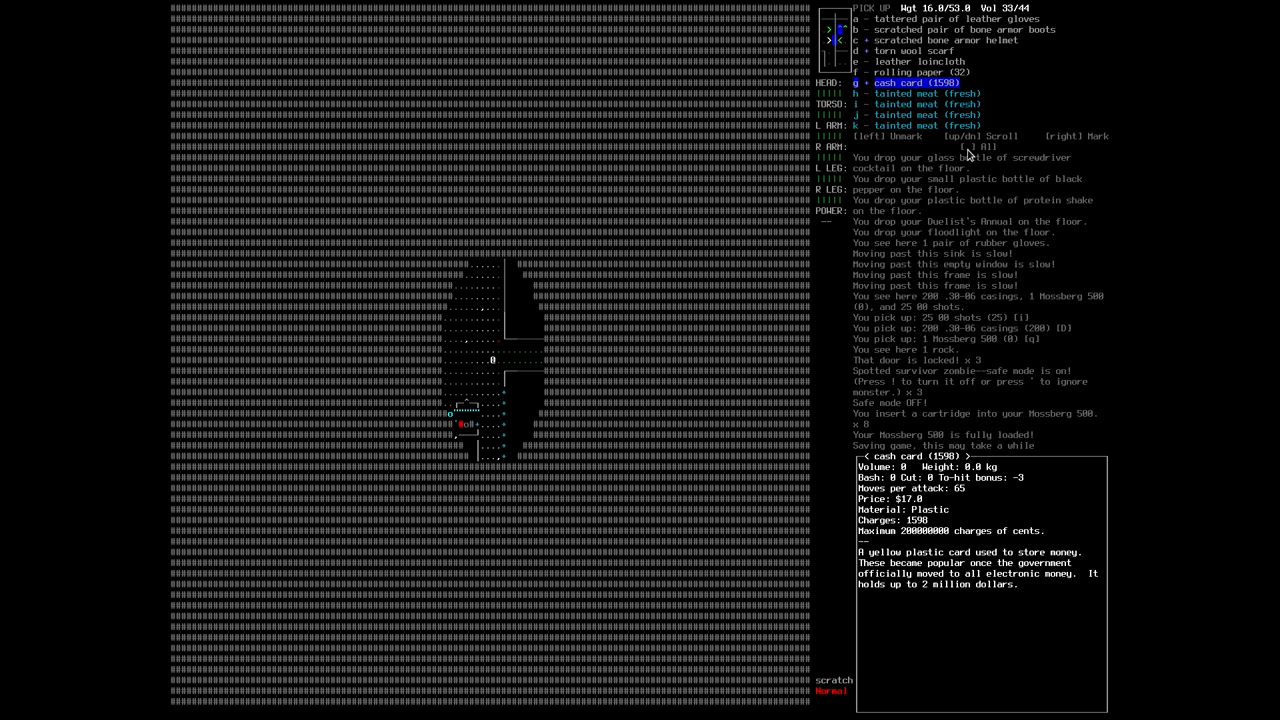 PICK UP  Wgt 16.0/53.0  Vol 33/44
a - tattered pair of leather gloves
b - scratched pair of bone armor boots
c + scratched bone armor helmet
d + torn wool scarf
e - leather loincloth
f - rolling paper (32)
HEAD: g + cash card (1598)
h - tainted meat (fresh)
TORSO: i - tainted meat (fresh)
j - tainted meat (fresh)
L ARM: k - tainted meat (fresh)
[left] Unmark    [up/dn] Scroll    [right] Mark
R ARM: [,] All
You drop your glass bottle of screwdriver
L LEG: cocktail on the floor.
You drop your small plastic bottle of black
R LEG: pepper on the floor.
You drop your plastic bottle of protein shake
POWER: on the floor.
-- You drop your Duelist's Annual on the floor.
You drop your floodlight on the floor.
You see here 1 pair of rubber gloves.
Moving past this sink is slow!
Moving past this empty window is slow!
Moving past this frame is slow!
Moving past this frame is slow!
You see here 200 .30-06 casings, 1 Mossberg 500
(0), and 25 00 shots.
You pick up: 25 00 shots (25) [i]
You pick up: 200 .30-06 casings (200) [D]
You pick up: 1 Mossberg 500 (0) [q]
You see here 1 rock.
That door is locked! x 3
Spotted survivor zombie--safe mode is on!
(Press ! to turn it off or press ' to ignore
monster.) x 3
Safe mode OFF!
You insert a cartridge into your Mossberg 500.
x 8
Your Mossberg 500 is fully loaded!
Saving game, this may take a while
< cash card (1598) >
Volume: 0   Weight: 0.0 kg
Bash: 0 Cut: 0 To-hit bonus: -3
Moves per attack: 65
Price: $17.0
Material: Plastic
Charges: 1598
Maximum 200000000 charges of cents.
--
A yellow plastic card used to store money.
These became popular once the government
officially moved to all electronic money.  It
holds up to 2 million dollars.
scratch
Normal